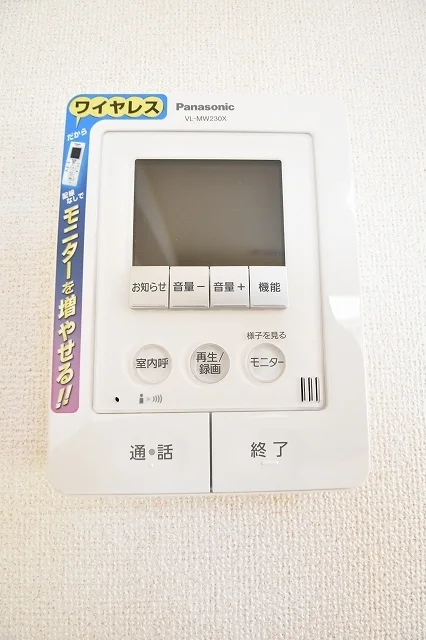 ワイヤレス
だから
配線
なしで
モニターを増やせる!!
Panasonic
VL-MW230X
お知らせ 音量− 音量+ 機能
様子を見る
室内呼 再生/
録画 モニター
通話 終了